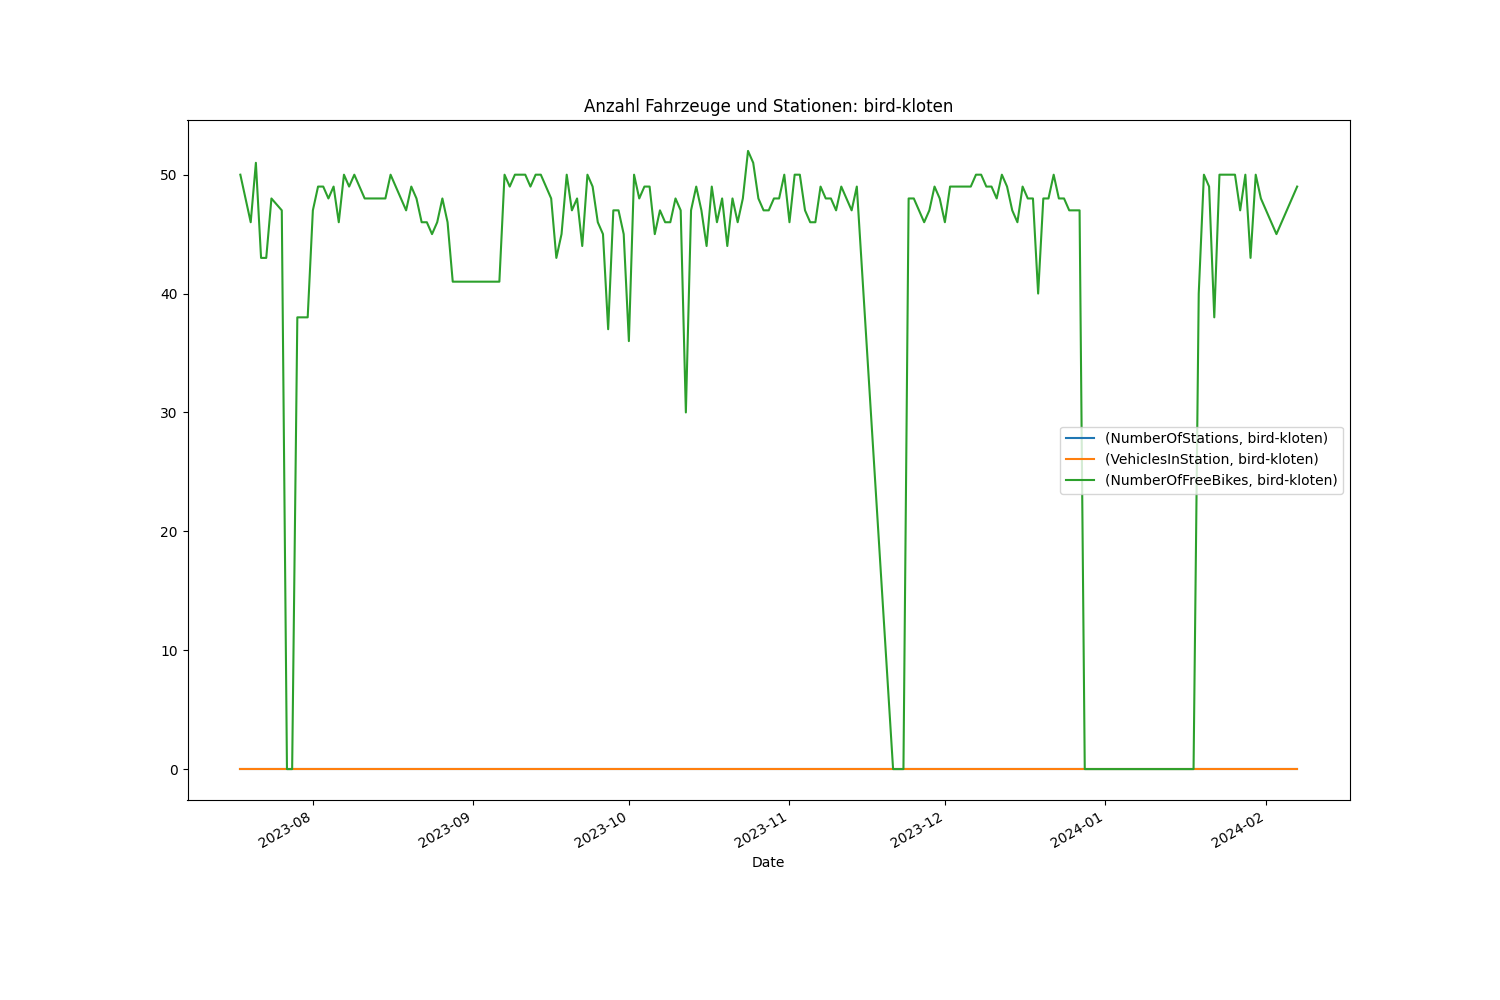 Anzahl Fahrzeuge und Stationen: bird-kloten
50
40
30
20
10
0
(NumberOfStations, bird-kloten)
(VehiclesInStation, bird-kloten)
(NumberOfFreeBikes, bird-kloten)
2023-08
2023-09
2023-10
2023-11
2023-12
2024-01
2024-02
Date